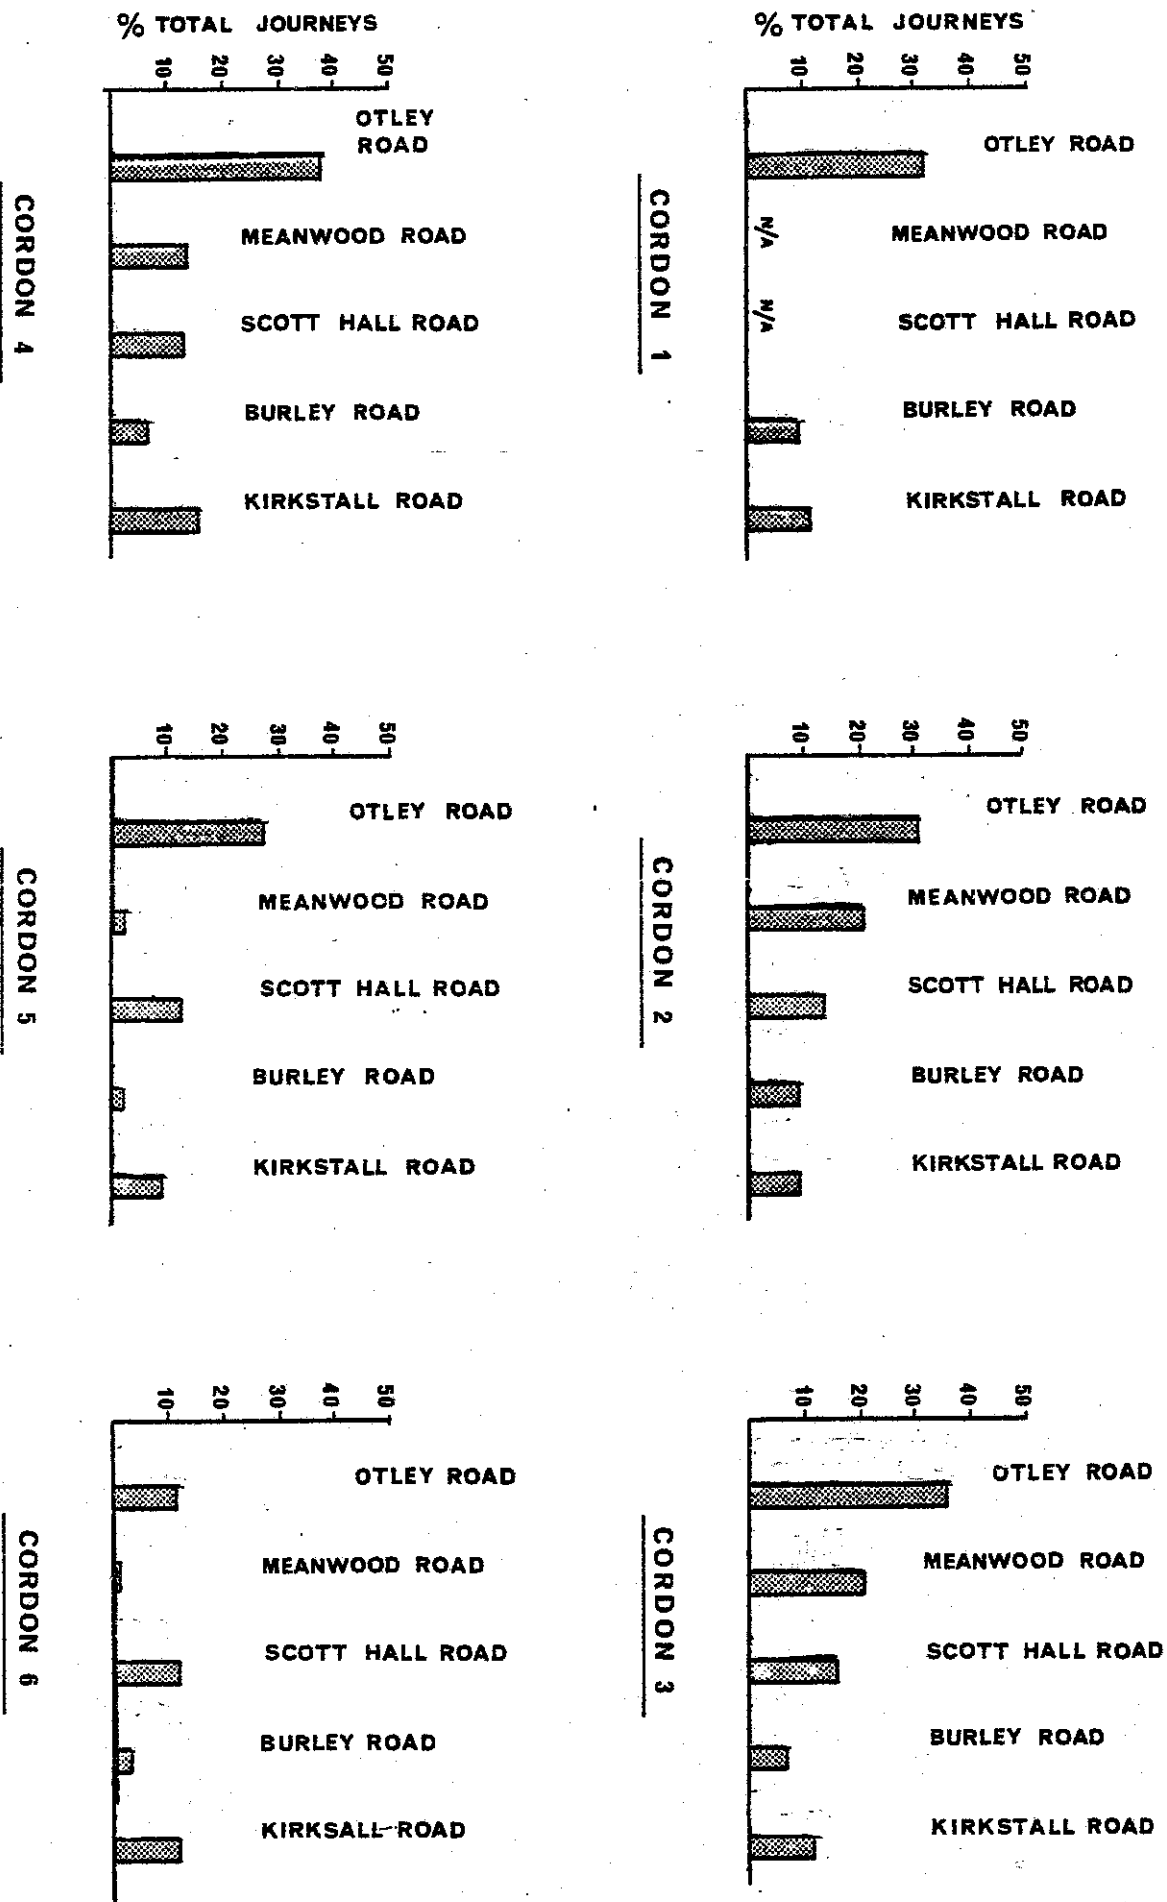 % TOTAL JOURNEYS
50
40
30
20
10
OTLEY ROAD
MEANWOOD ROAD
N/A
SCOTT HALL ROAD
N/A
BURLEY ROAD
KIRKSTALL ROAD
CORDON 1
50
40
30
20
10
OTLEY ROAD
MEANWOOD ROAD
SCOTT HALL ROAD
BURLEY ROAD
KIRKSTALL ROAD
CORDON 2
50
40
30
20
10
OTLEY ROAD
MEANWOOD ROAD
SCOTT HALL ROAD
BURLEY ROAD
KIRKSTALL ROAD
CORDON 3
% TOTAL JOURNEYS
50
40
30
20
10
OTLEY
ROAD
MEANWOOD ROAD
SCOTT HALL ROAD
BURLEY ROAD
KIRKSTALL ROAD
CORDON 4
50
40
30
20
10
OTLEY ROAD
MEANWOOD ROAD
SCOTT HALL ROAD
BURLEY ROAD
KIRKSTALL ROAD
CORDON 5
50
40
30
20
10
OTLEY ROAD
MEANWOOD ROAD
SCOTT HALL ROAD
BURLEY ROAD
KIRKSALL ROAD
CORDON 6